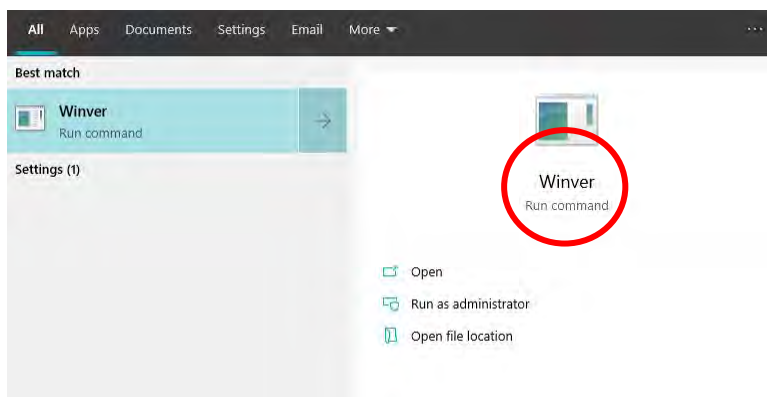 All Apps Documents Settings Email More
Best match
Winver
Run command
Settings (1)
Winver
Run command
Open
Run as administrator
Open file location